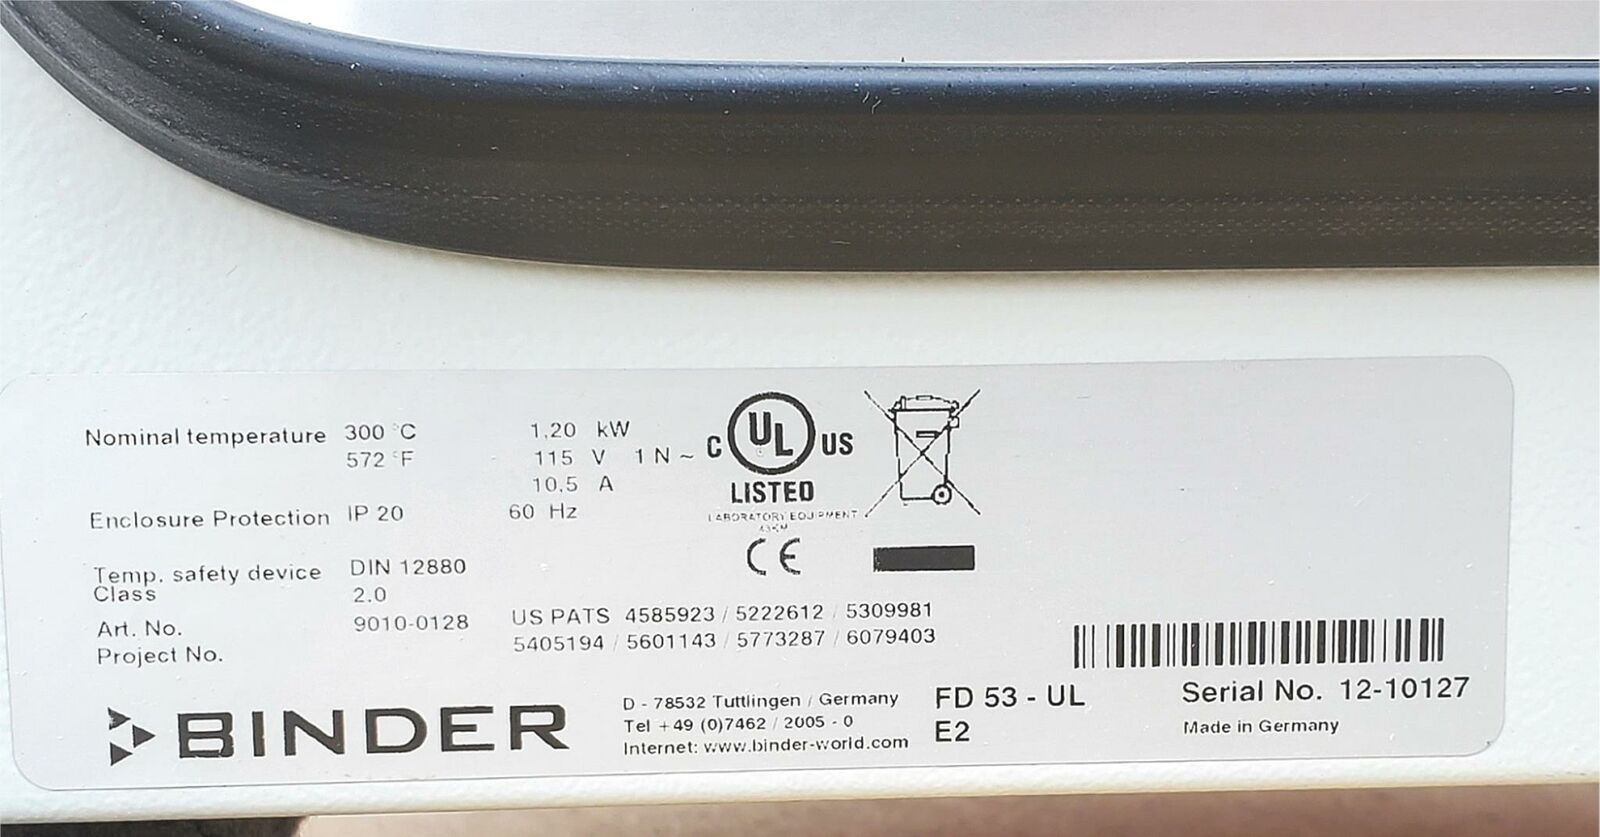 Nominal temperature 300 °C 1,20 kW
572 °F 115 V 1 N ~
10,5 A
Enclosure Protection IP 20 60 Hz
C UL US
LISTED
LABORATORY EQUIPMENT
43KM
CE
Temp. safety device DIN 12880
Class 2.0
Art. No. 9010-0128
Project No.
US PATS 4585923 / 5222612 / 5309981
5405194 / 5601143 / 5773287 / 6079403
BINDER
D - 78532 Tuttlingen / Germany
Tel +49 (0)7462 / 2005 - 0
Internet: www.binder-world.com
FD 53 - UL
E2
Serial No. 12-10127
Made in Germany